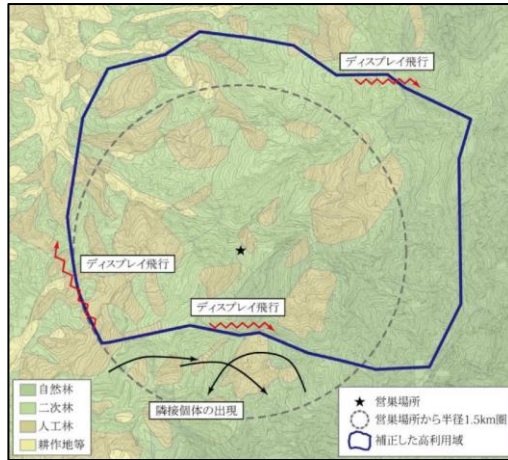 ディスプレイ飛行
ディスプレイ飛行
ディスプレイ飛行
隣接個体の出現
自然林
二次林
人工林
耕作地等
営巣場所
営巣場所から半径1.5km圏
補正した高利用域